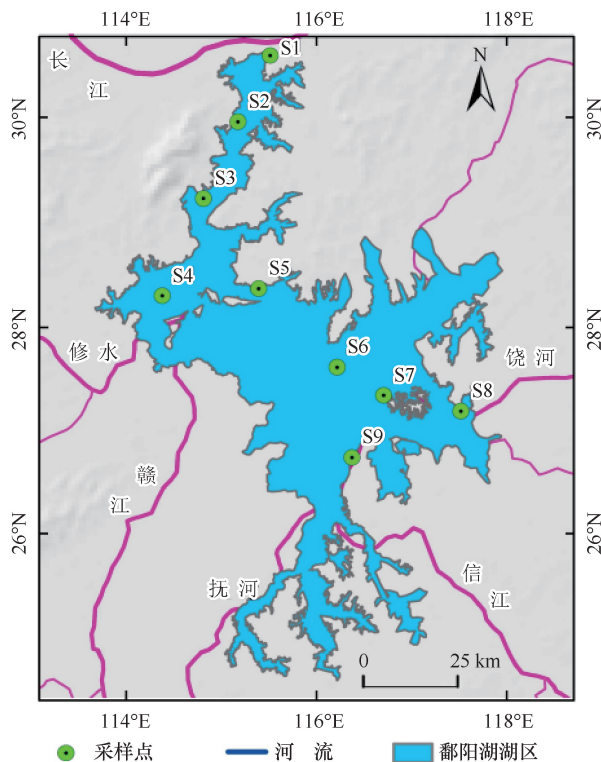 114°E 116°E 118°E
S1
长
江
N
S2
30°N 30°N
S3
S4 S5
28°N 28°N
修水
S6
饶河
S7 S8
S9
赣
江
26°N 26°N
抚河
信
江
0 25 km
114°E 116°E 118°E
采样点 河流 鄱阳湖湖区